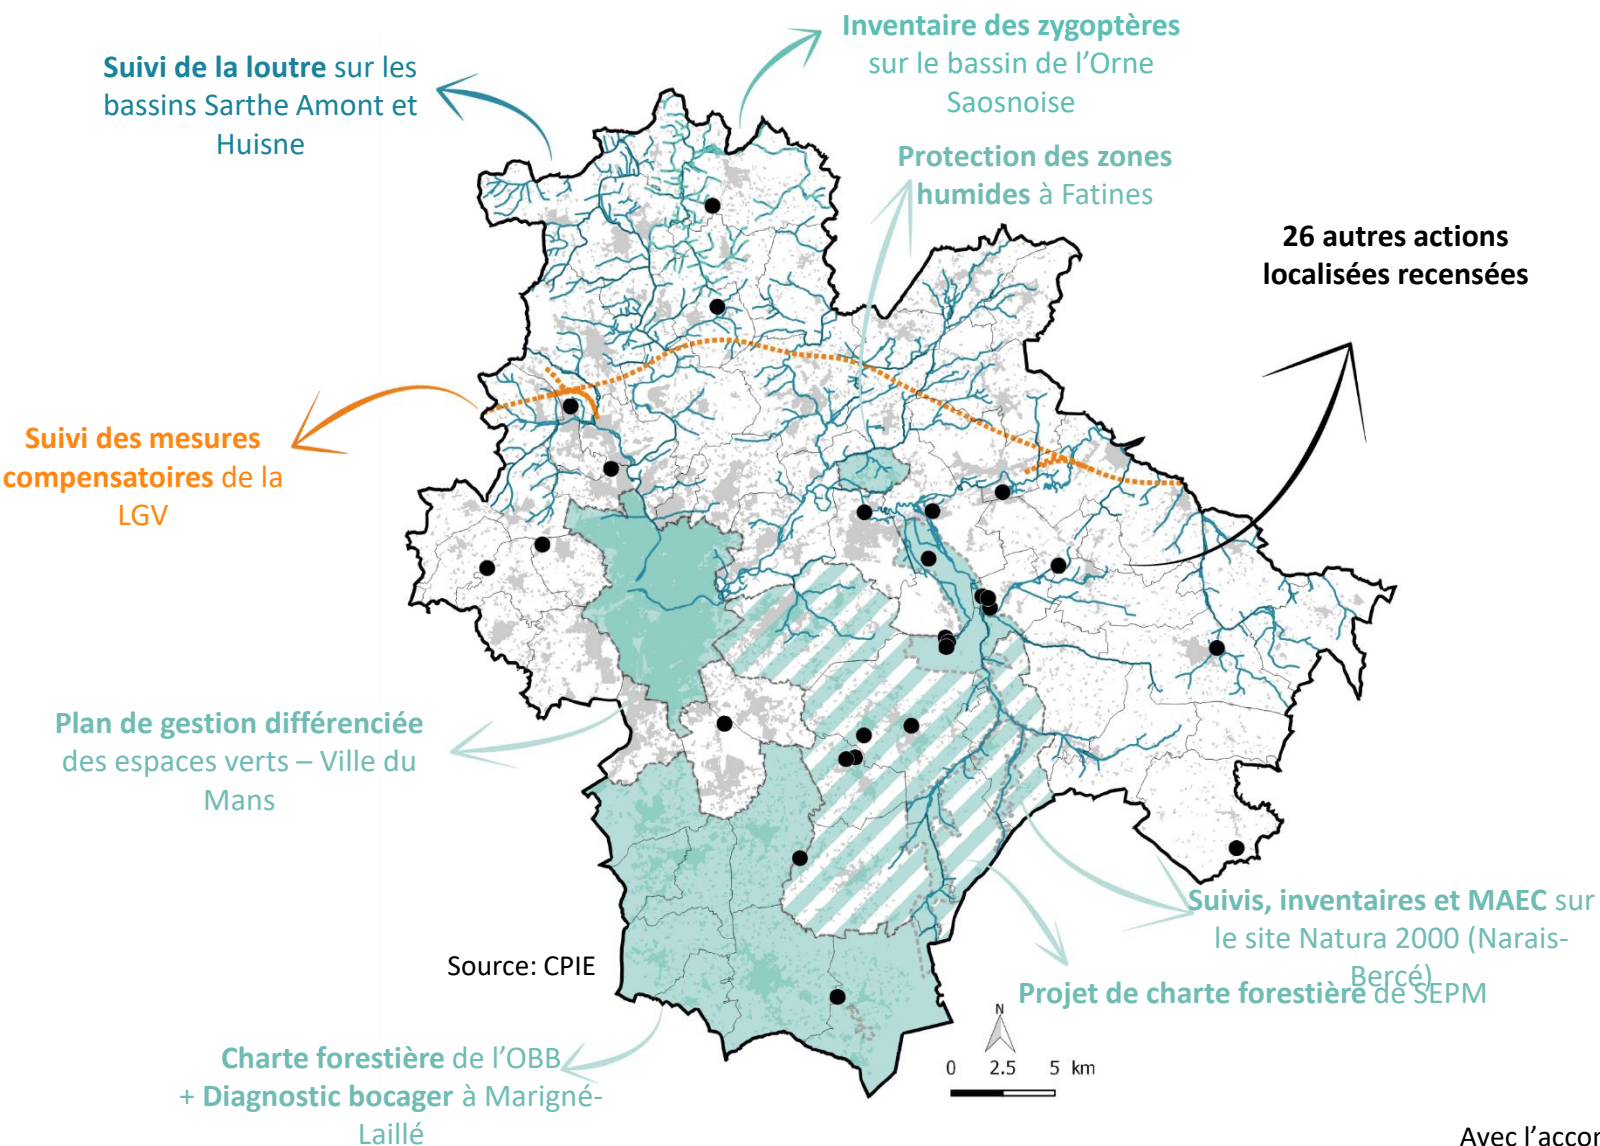 Inventaire des zygoptères
sur le bassin de l'Orne
Saosnoise
Suivi de la loutre sur les
bassins Sarthe Amont et
Huisne
Protection des zones
humides à Fatines
26 autres actions
localisées recensées
Suivi des mesures
compensatoires de la
LGV
Plan de gestion différenciée
des espaces verts – Ville du
Mans
Suivis, inventaires et MAEC sur
le site Natura 2000 (Narais-
Bercé)
Projet de charte forestière de SEPM
Source: CPIE
N
0 2.5 5 km
Charte forestière de l'OBB
+ Diagnostic bocager à Marigné-
Laillé
Avec l'accor